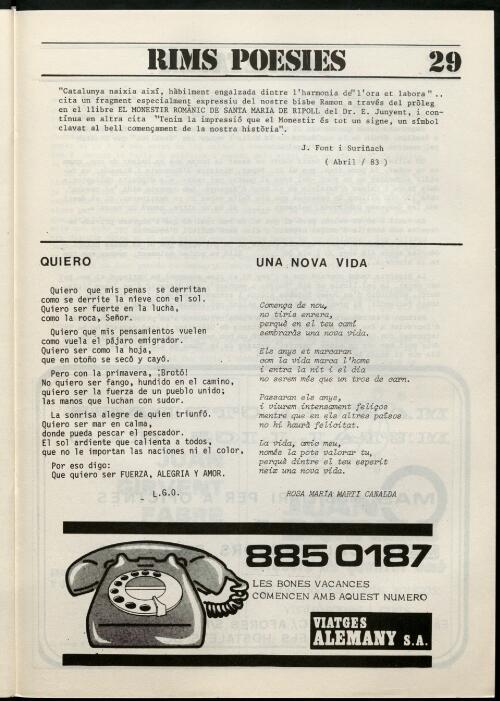 RIMS POESIES 29
"Catalunya naixia així, hàbilment engalzada dintre l'harmonia de"l'ora et labora" ..
cita un fragment especialment expressiu del nostre bisbe Ramon a través del pròleg
en el llibre EL MONESTIR ROMÀNIC DE SANTA MARIA DE RIPOLL del Dr. E. Junyent, i con-
tinua en altra cita "Tenim la impressió que el Monestir és tot un signe, un símbol
clavat al bell començament de la nostra història".
J. Font i Suriñach
( Abril / 83 )
QUIERO
Quiero que mis penas se derritan
como se derrite la nieve con el sol.
Quiero ser fuerte en la lucha,
como la roca, Señor.
Quiero que mis pensamientos vuelen
como vuela el pájaro emigrador.
Quiero ser como la hoja,
que en otoño se secó y cayó.
Pero con la primavera, ¡Brotó!
No quiero ser fango, hundido en el camino,
quiero ser la fuerza de un pueblo unido;
las manos que luchan con sudor.
La sonrisa alegre de quien triunfó.
Quiero ser mar en calma,
donde pueda pescar el pescador.
El sol ardiente que calienta a todos,
que no le importan las naciones ni el color,
Por eso digo:
Que quiero ser FUERZA, ALEGRIA Y AMOR.
L.G.O.
UNA NOVA VIDA
Comença de nou,
no tiris enrera,
perquè en el teu camí
sembraràs una nova vida.
Els anys et marcaran
com la vida marca l'home
i entra la nit i el dia
no serem més que un tros de carn.
Passaran els anys,
i viurem intensament feliços
mentre que en els altres països
no hi haurà felicitat.
La vida, amic meu,
només la pots valorar tu,
perquè dintre el teu esperit
neix una nova vida.
ROSA MARIA MARTI CANALDA
885 0187
LES BONES VACANCES
COMENCEN AMB AQUEST NUMERO
VIATGES
ALEMANY S.A.